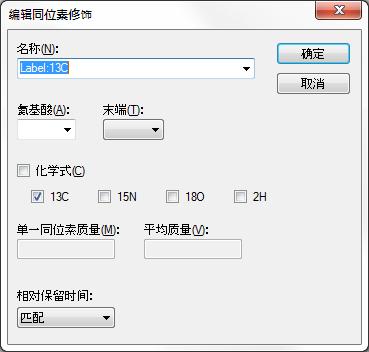 编辑同位素修饰
名称(N):
Label:13C
确定
取消
氨基酸(A): 末端(T):
化学式(C)
13C 15N 18O 2H
单一同位素质量(M): 平均质量(V):
相对保留时间:
匹配